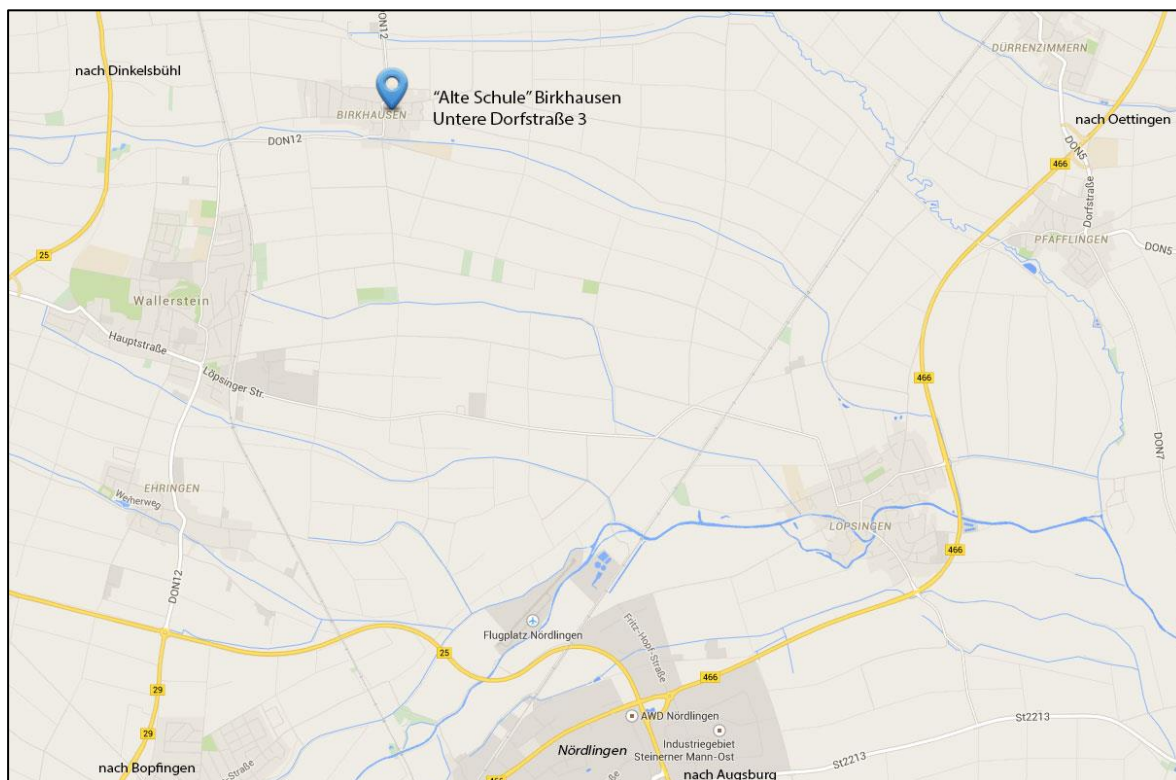 DON12
DÜRRENZIMMERN
nach Dinkelsbühl
"Alte Schule" Birkhausen
Untere Dorfstraße 3
BIRKHAUSEN
nach Oettingen
DON12
DON5
466
Dorfstraße
PFÄFFLINGEN
DON5
25
Wallerstein
Hauptstraße
Löpsinger Str.
466
DON7
EHRINGEN
Weiherweg
LÖPSINGEN
466
DON12
Fritz-Hopf-Straße
Flugplatz Nördlingen
25
466
29
AWD Nördlingen
St2213
29
Nördlingen
Industriegebiet
Steinerner Mann-Ost
St2213
nach Bopfingen
466
nach Augsburg